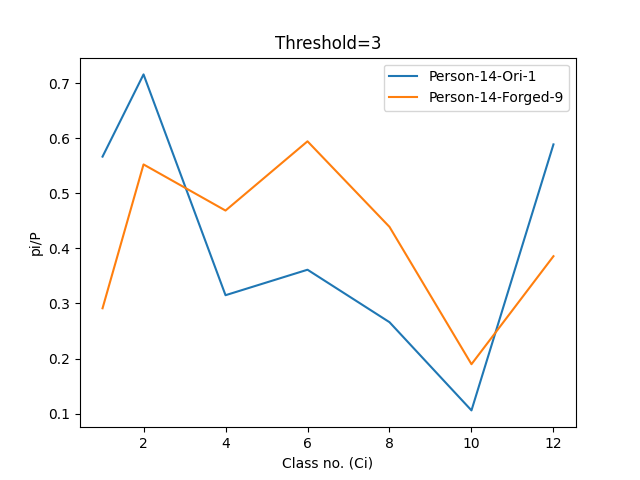 Threshold=3
Person-14-Ori-1
Person-14-Forged-9
pi/P
0.7
0.6
0.5
0.4
0.3
0.2
0.1
2 4 6 8 10 12
Class no. (Ci)